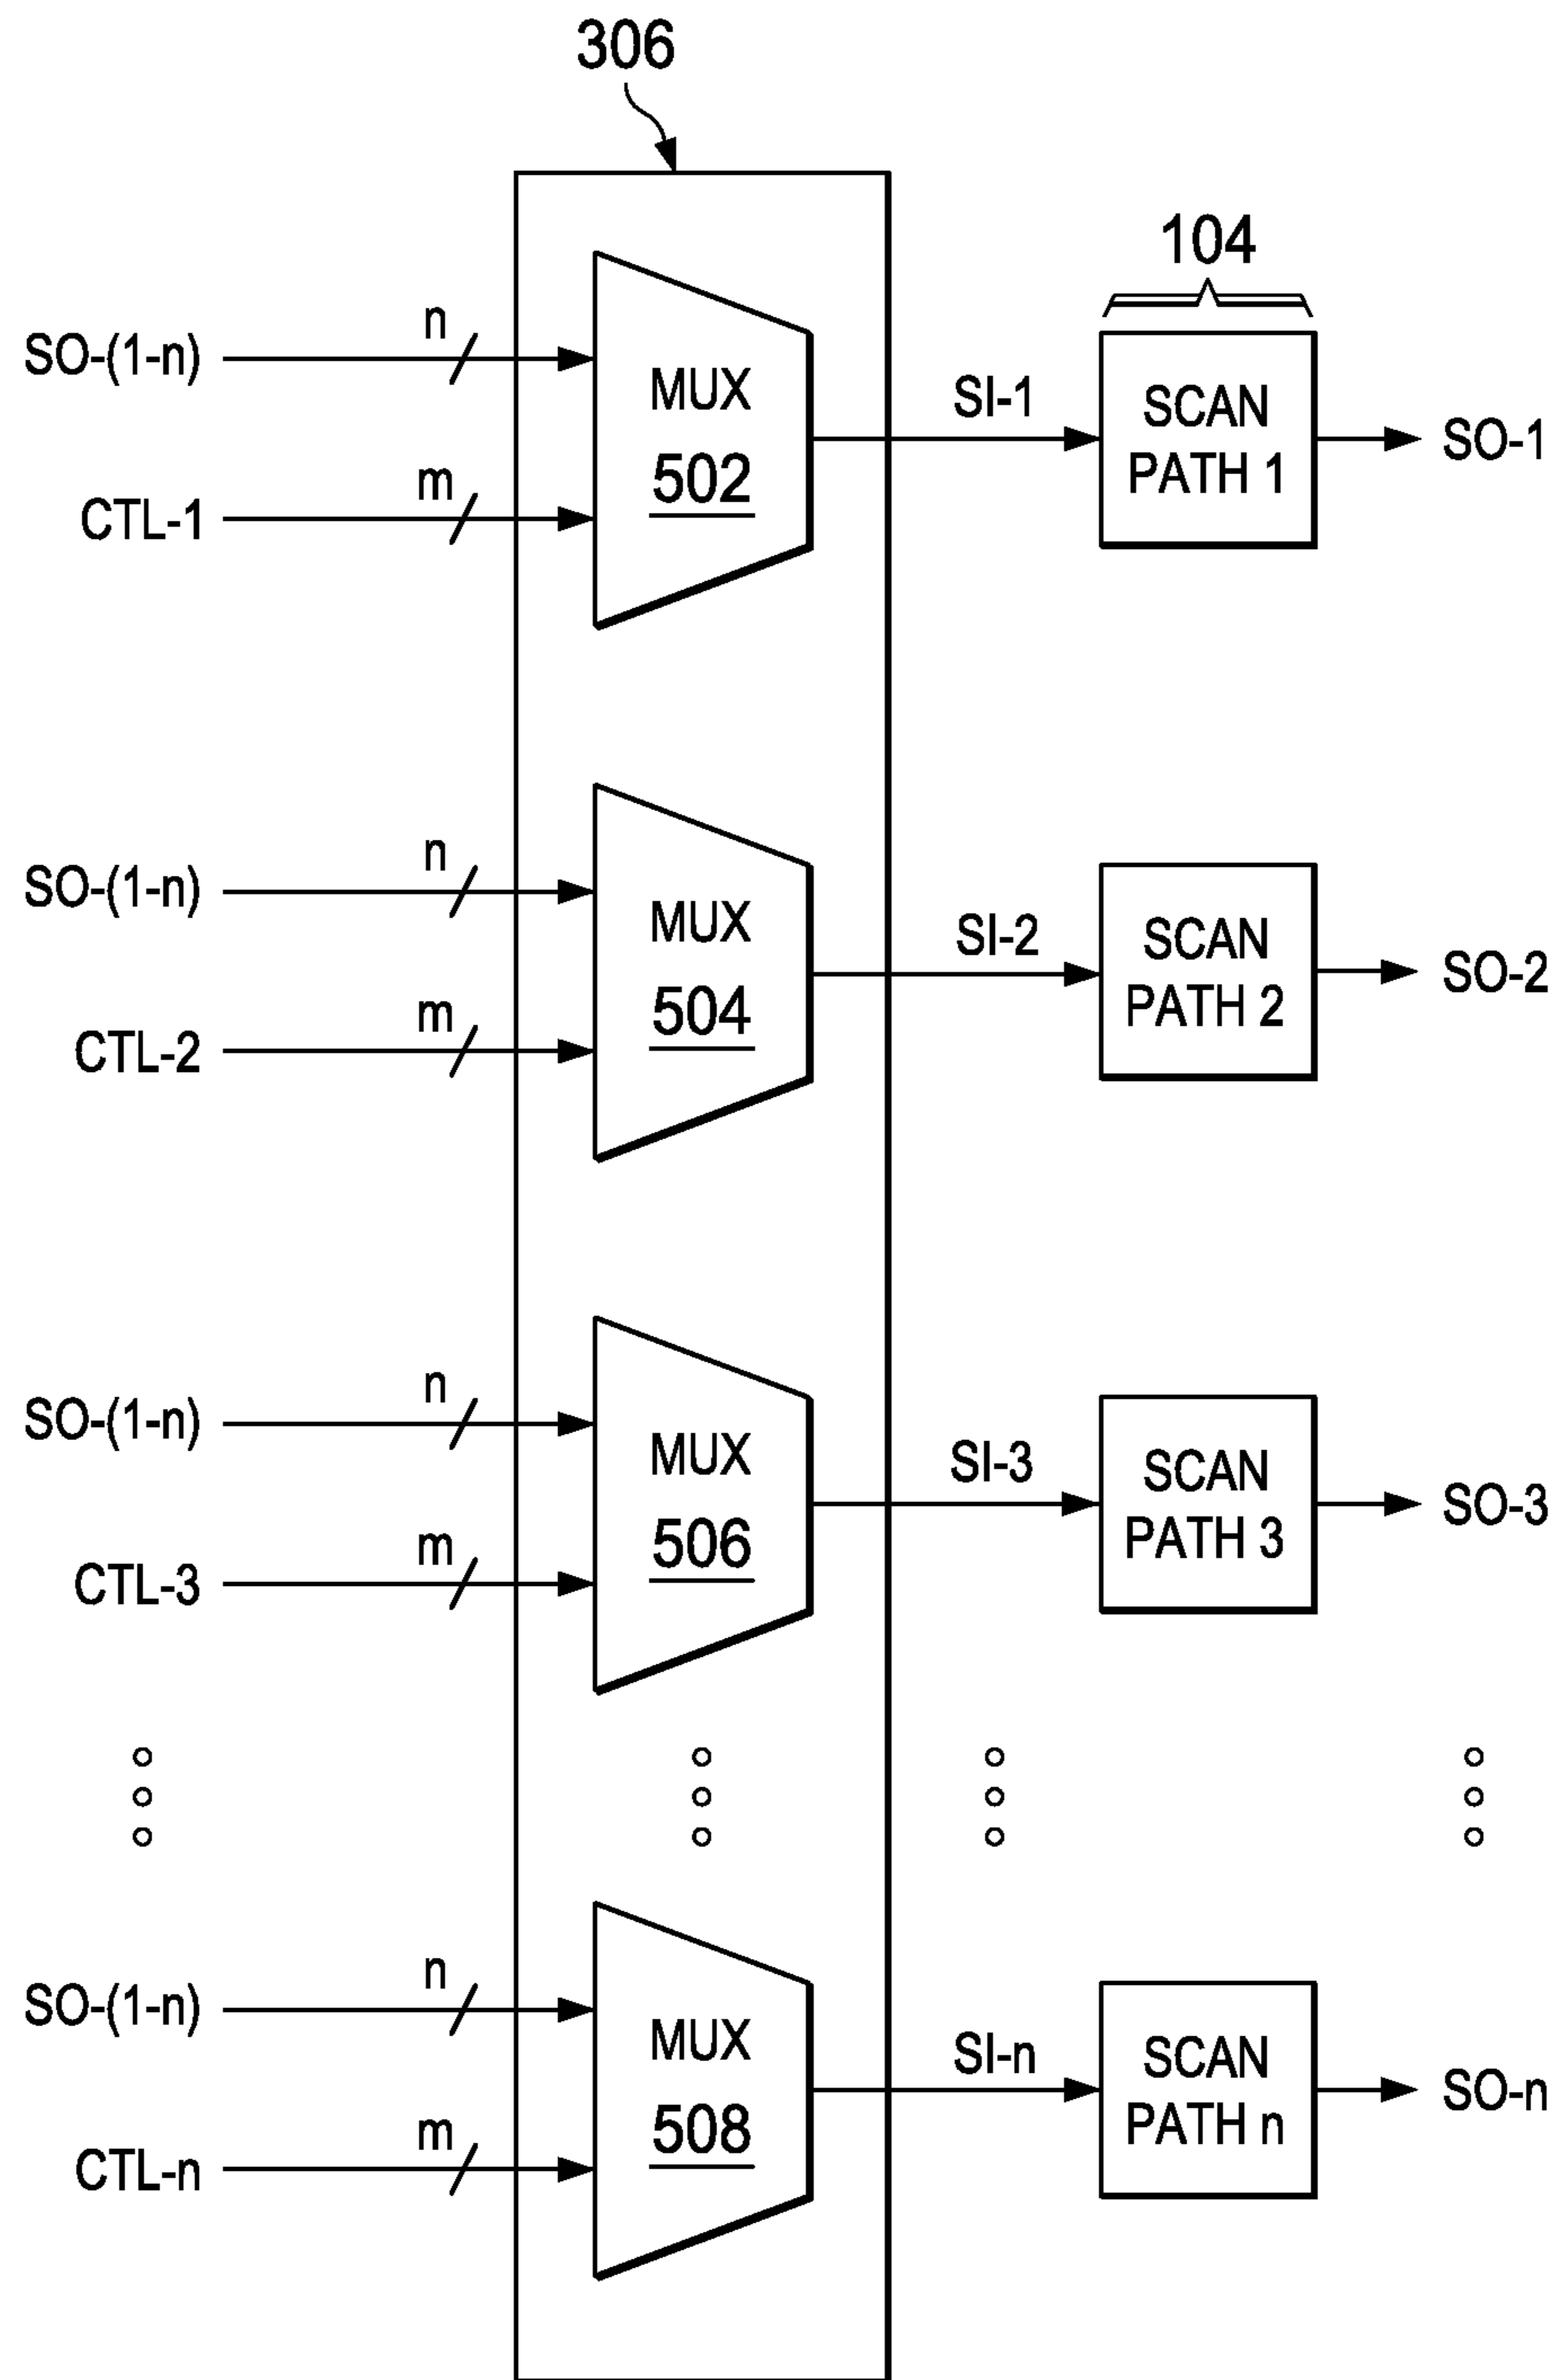 306
104
n
SO-(1-n)
MUX
502
m
CTL-1
SI-1
SCAN
PATH 1
SO-1
n
SO-(1-n)
MUX
504
m
CTL-2
SI-2
SCAN
PATH 2
SO-2
n
SO-(1-n)
MUX
506
m
CTL-3
SI-3
SCAN
PATH 3
SO-3
n
SO-(1-n)
MUX
508
m
CTL-n
SI-n
SCAN
PATH n
SO-n